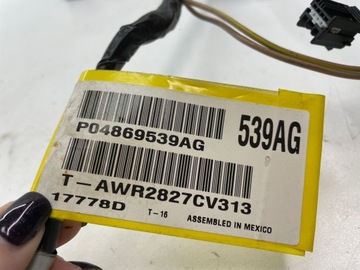 P04869539AG
539AG
T-AWR2827CV313
17778D
T-16
ASSEMBLED IN MEXICO